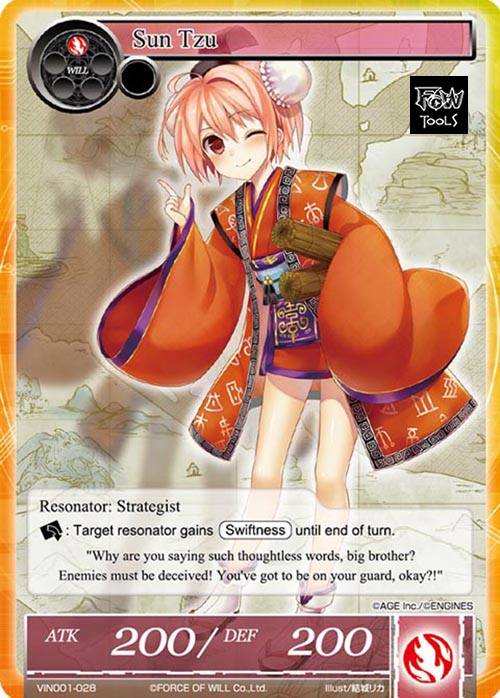 Sun Tzu
WILL
FOW
TOOLS
Resonator: Strategist
: Target resonator gains Swiftness until end of turn.
"Why are you saying such thoughtless words, big brother?
Enemies must be deceived! You've got to be on your guard, okay?!"
©AGE Inc./©ENGINES
ATK 200 / DEF 200
VIN001-028 ©FORCE OF WILL Co.,Ltd. Illust/結城リカ